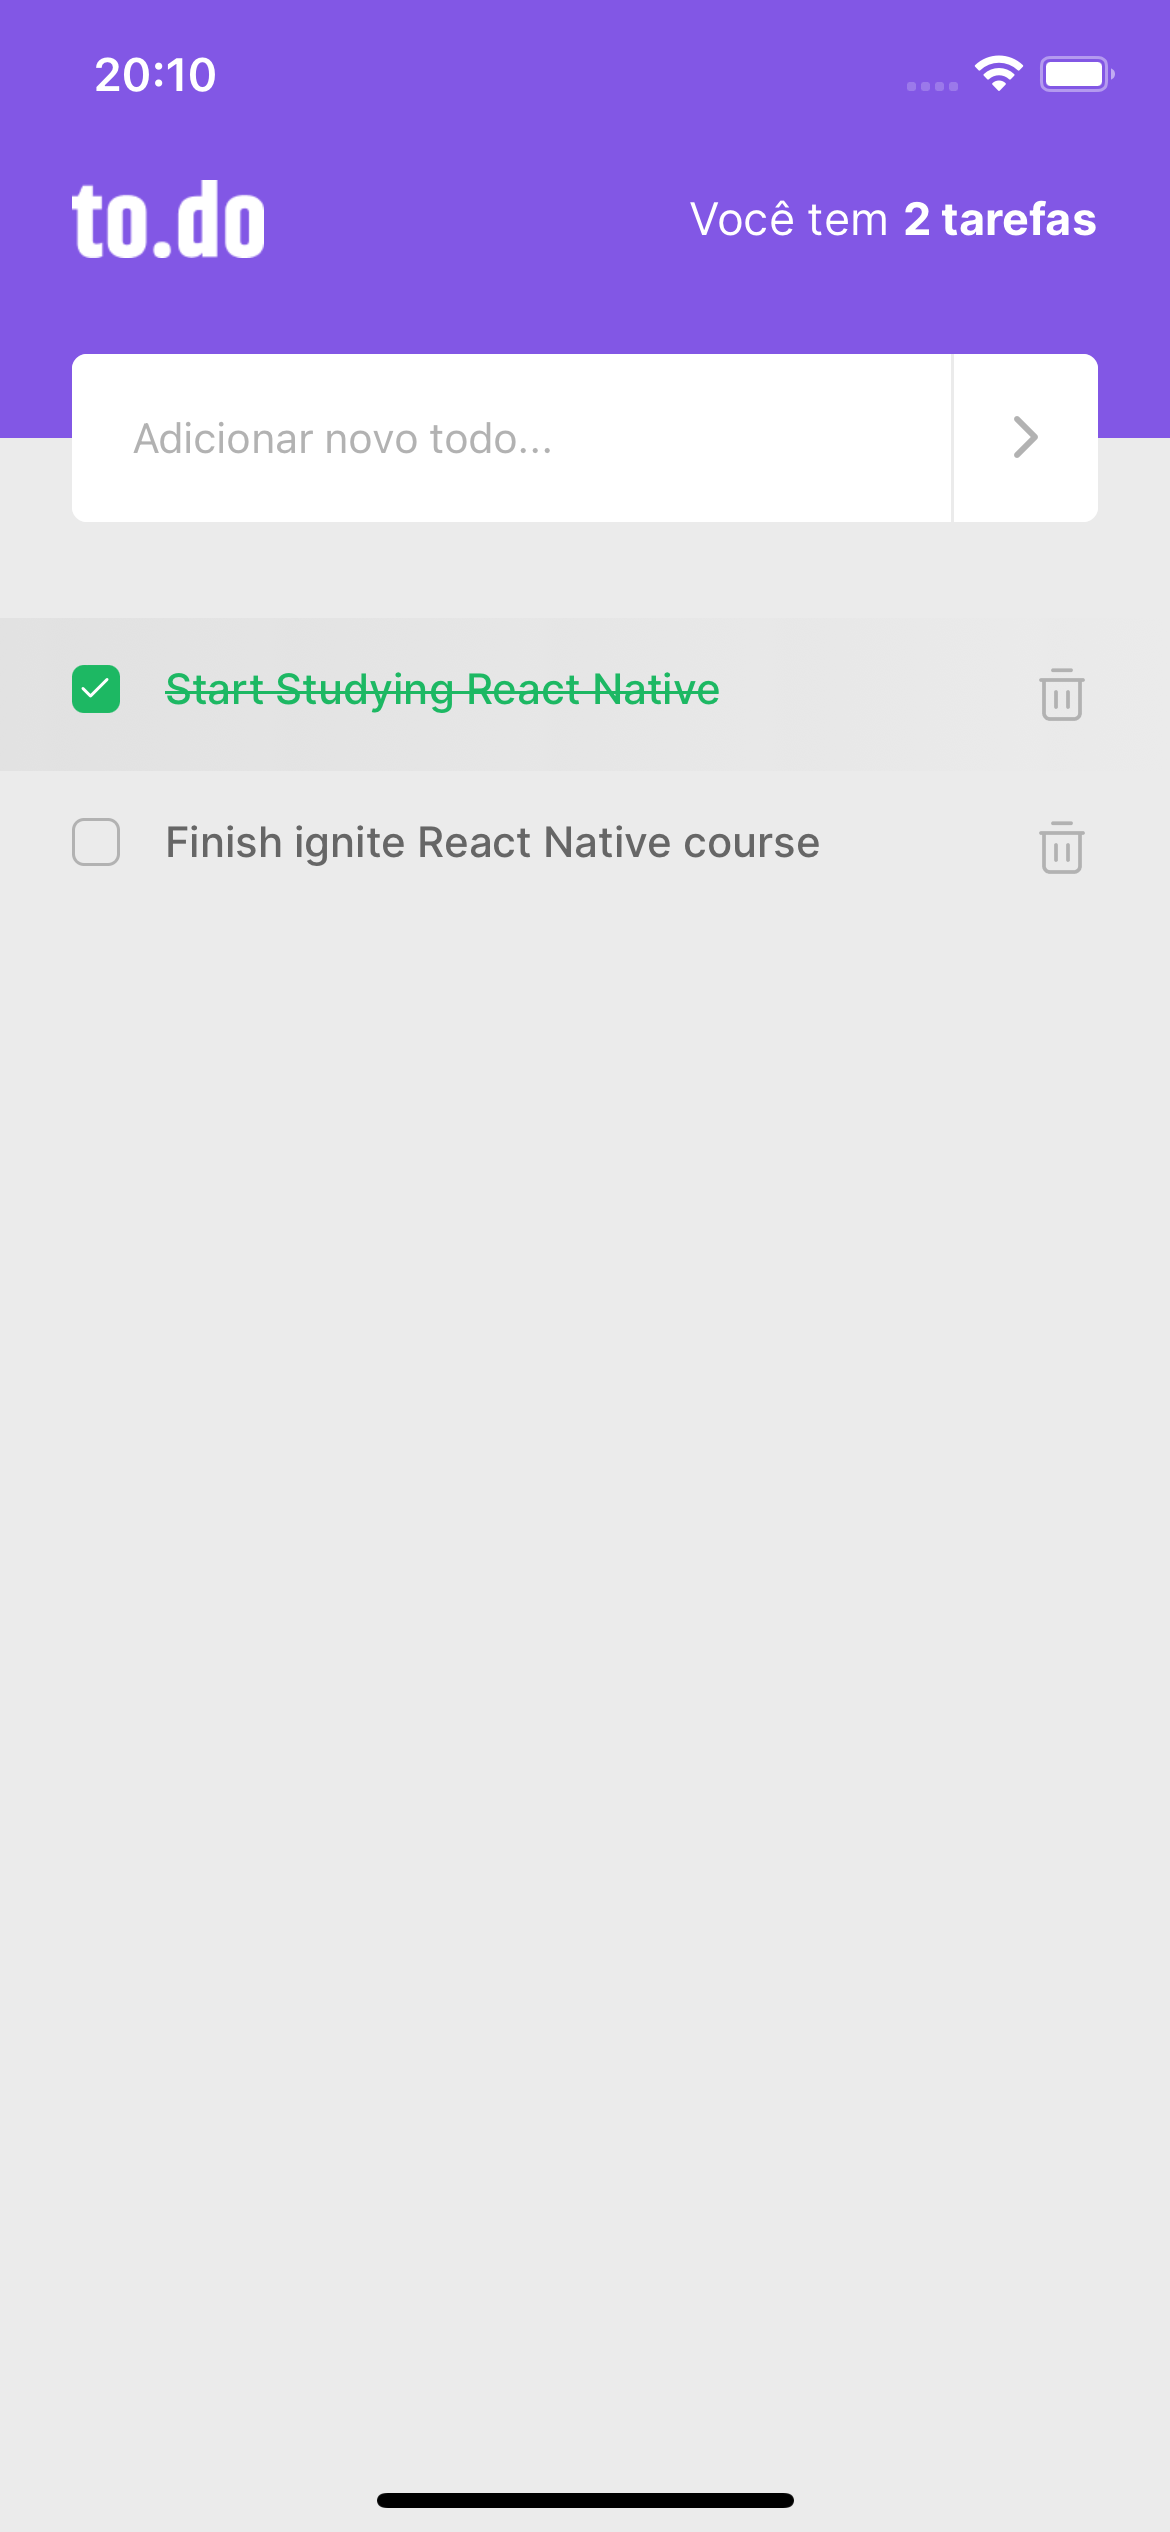 20:10
to.do
Você tem 2 tarefas
Adicionar novo todo...
Start Studying React Native
Finish ignite React Native course